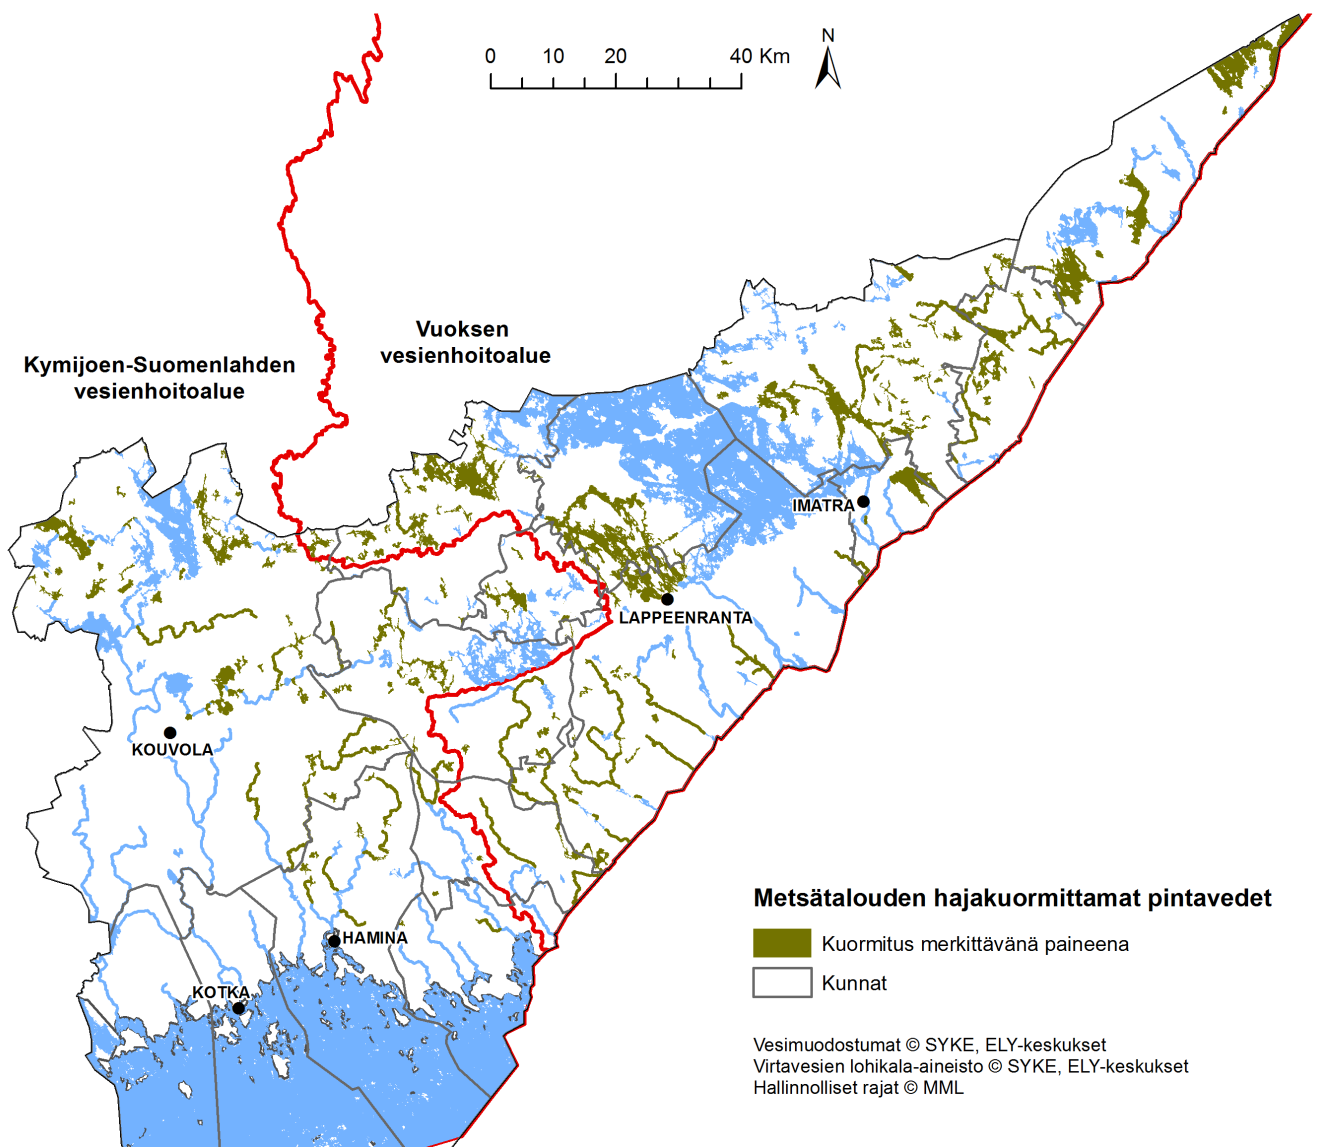 0 10 20 40 Km
N
Vuoksen
vesienhoitoalue
Kymijoen-Suomenlahden
vesienhoitoalue
IMATRA
LAPPEENRANTA
KOUVOLA
HAMINA
KOTKA
Metsätalouden hajakuormittamat pintavedet
Kuormitus merkittävänä paineena
Kunnat
Vesimuodostumat © SYKE, ELY-keskukset
Virtavesien lohikala-aineisto © SYKE, ELY-keskukset
Hallinnolliset rajat © MML